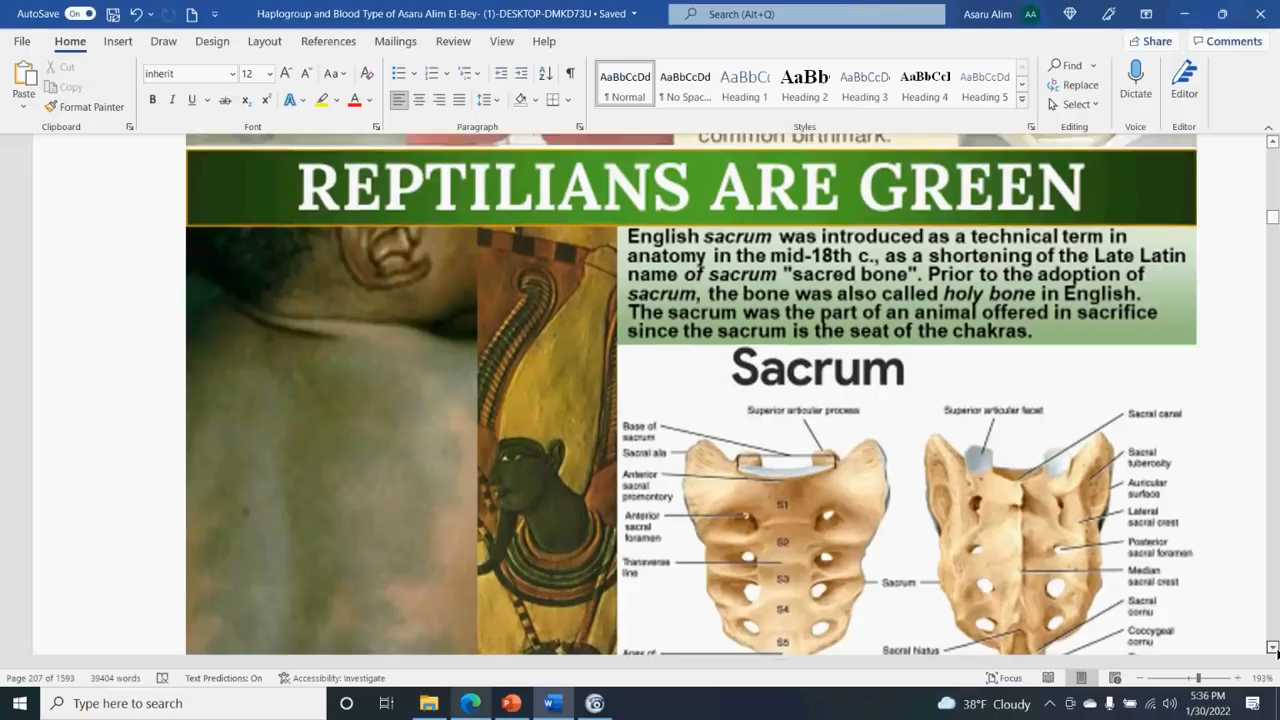 AutoSave On
Haplogroup and Blood Type of Asaru Alim El-Bey- (1)-DESKTOP-DMKD73U • Saved
Search (Alt+Q)
Asaru Alim AA
File Home Insert Draw Design Layout References Mailings Review View Help
Share Comments
Paste
Cut
Copy
Format Painter
inherit 12
AaBbCcDd AaBbCcDd AaBbC AaBb AaBbCcD AaBbCcI AaBbCcDd
¶ Normal ¶ No Spac... Heading 1 Heading 2 Heading 3 Heading 4 Heading 5
Find
Replace
Select
Dictate
Editor
Clipboard Font Paragraph Styles Editing Voice Editor
common birthmark.
REPTILIANS ARE GREEN
English sacrum was introduced as a technical term in
anatomy in the mid-18th c., as a shortening of the Late Latin
name of sacrum "sacred bone". Prior to the adoption of
sacrum, the bone was also called holy bone in English.
The sacrum was the part of an animal offered in sacrifice
since the sacrum is the seat of the chakras.
Sacrum
Superior articular process
Base of
sacrum
Sacral ala
Anterior
sacral
promontory
Anterior
sacral
foramen
Transverse
line
Apex of
S1
S2
S3
S4
S5
Sacrum
Superior articular facet
Sacral canal
Sacral
tuberosity
Auricular
surface
Lateral
sacral crest
Posterior
sacral foramen
Median
sacral crest
Sacral
cornu
Coccygeal
cornu
Sacral hiatus
Page 207 of 1593 39404 words Text Predictions: On Accessibility: Investigate Focus 193%
Type here to search
38°F Cloudy
5:36 PM
1/30/2022